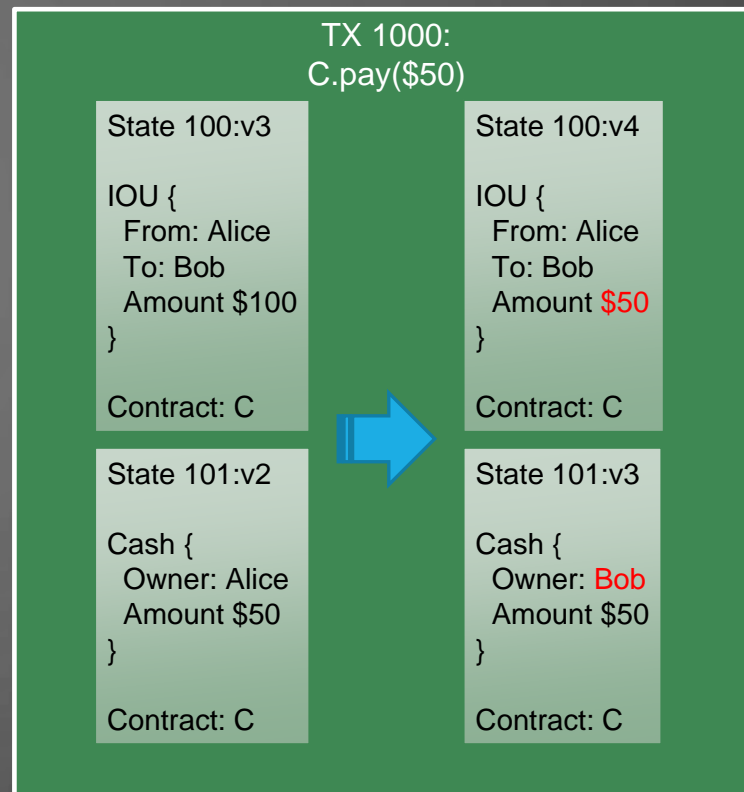 TX 1000:
C.pay($50)
State 100:v3
IOU {
From: Alice
To: Bob
Amount $100
}
Contract: C
State 100:v4
IOU {
From: Alice
To: Bob
Amount $50
}
Contract: C
State 101:v2
Cash {
Owner: Alice
Amount $50
}
Contract: C
State 101:v3
Cash {
Owner: Bob
Amount $50
}
Contract: C